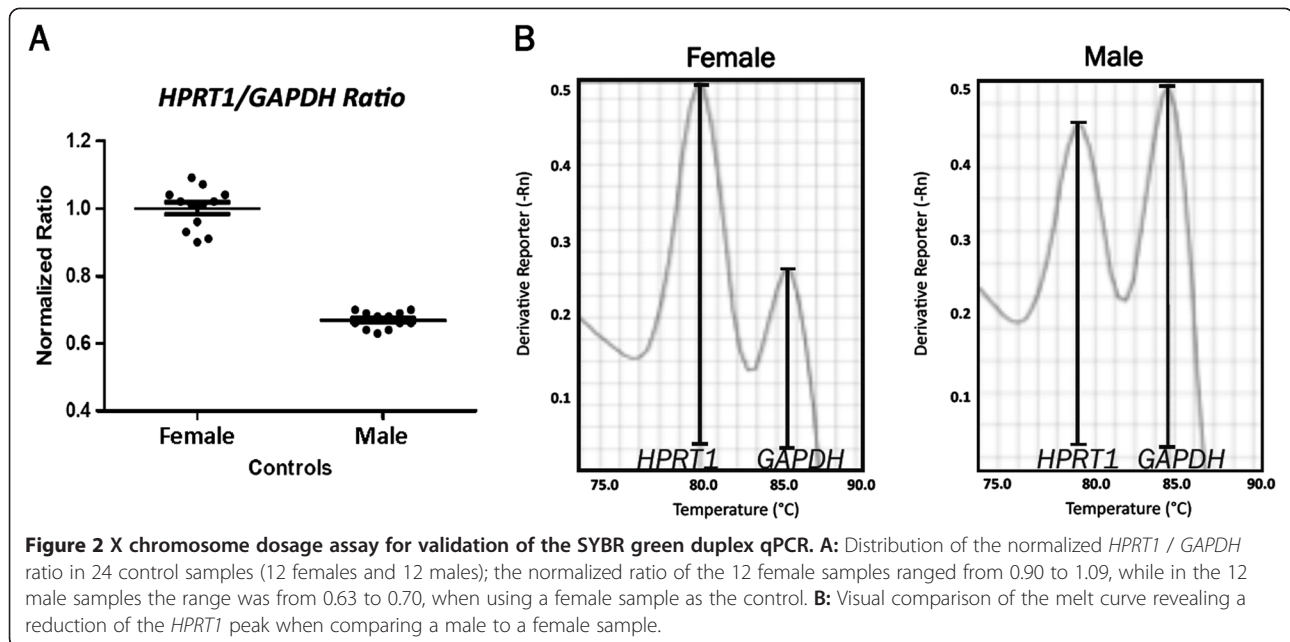 A
HPRT1/GAPDH Ratio
Normalized Ratio
1.2
1.0
0.8
0.6
0.4
Female
Male
Controls
B
Female
Derivative Reporter (-Rn)
0.5
0.4
0.3
0.2
0.1
HPRT1
GAPDH
75.0
80.0
85.0
90.0
Temperature (°C)
Male
Derivative Reporter (-Rn)
0.5
0.4
0.3
0.2
0.1
HPRT1
GAPDH
75.0
80.0
85.0
90.0
Temperature (°C)
Figure 2 X chromosome dosage assay for validation of the SYBR green duplex qPCR. A: Distribution of the normalized HPRT1 / GAPDH
ratio in 24 control samples (12 females and 12 males); the normalized ratio of the 12 female samples ranged from 0.90 to 1.09, while in the 12
male samples the range was from 0.63 to 0.70, when using a female sample as the control. B: Visual comparison of the melt curve revealing a
reduction of the HPRT1 peak when comparing a male to a female sample.